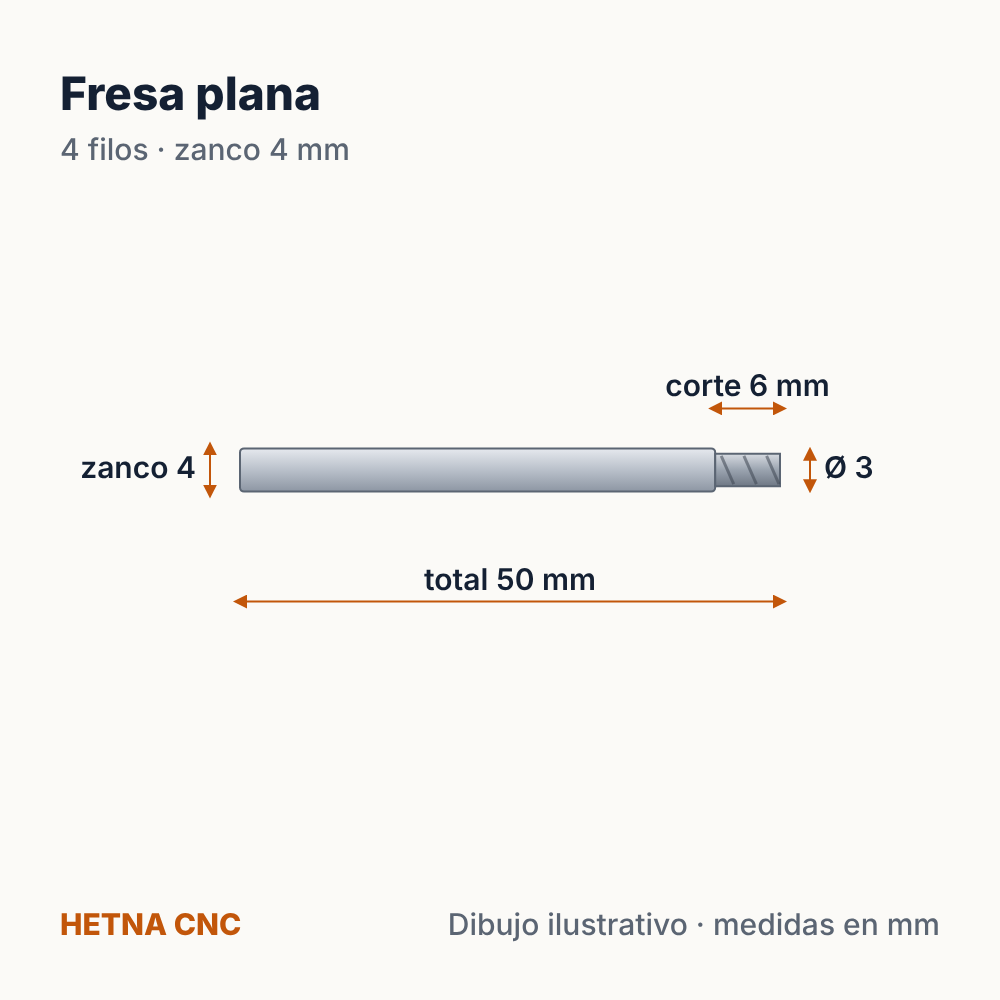 Fresa plana
4 filos · zanco 4 mm
corte 6 mm
zanco 4
Ø 3
total 50 mm
HETNA CNC
Dibujo ilustrativo · medidas en mm